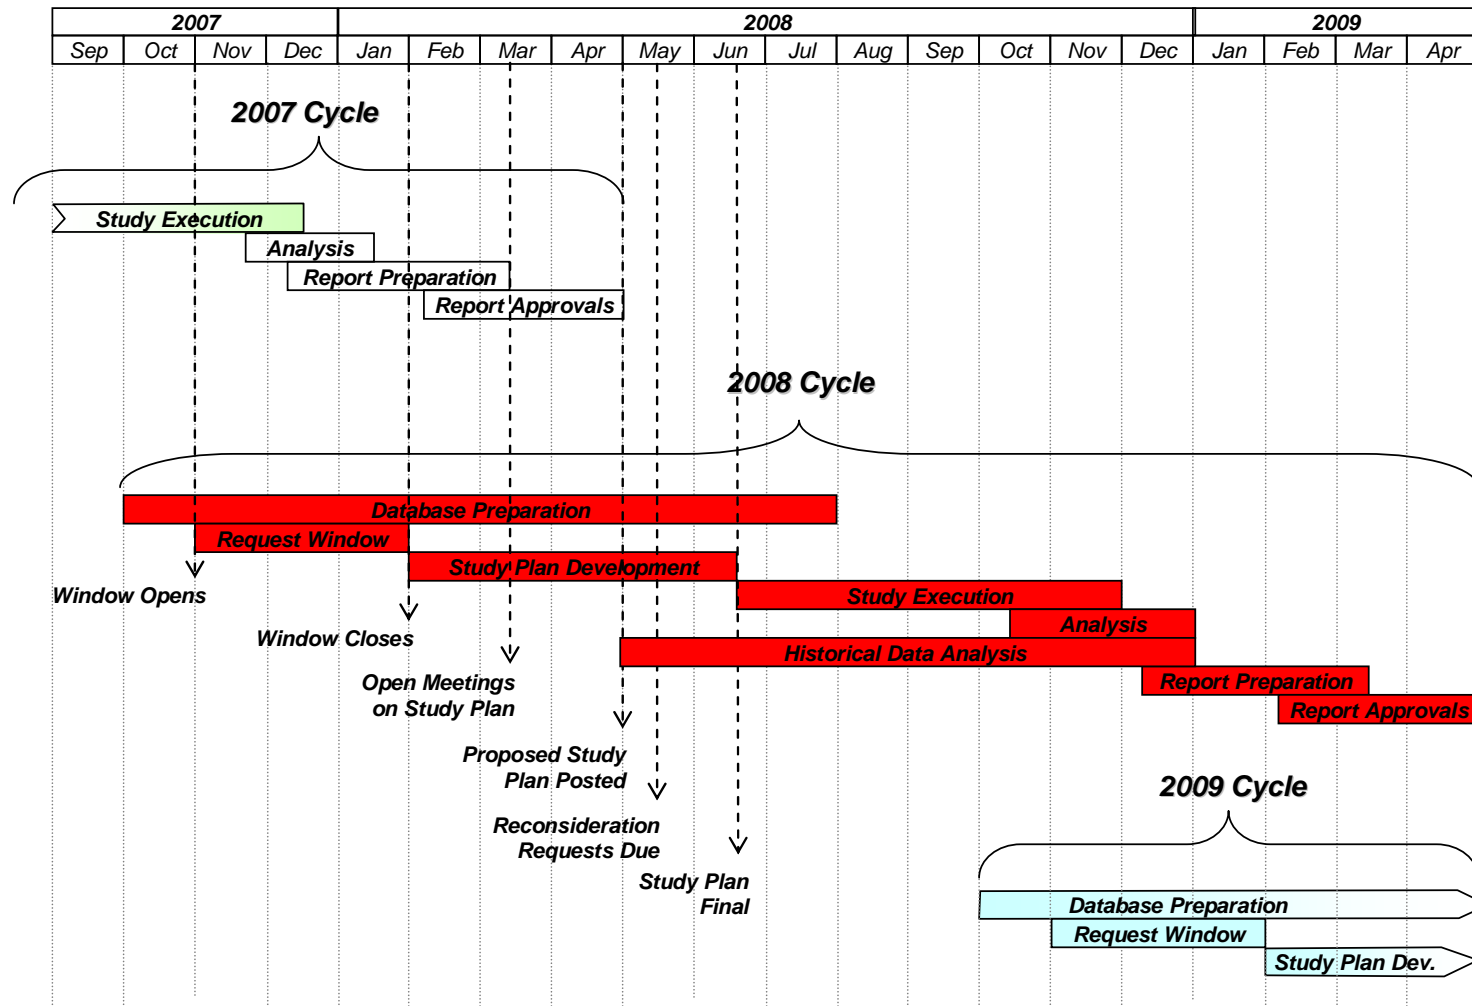 2007 2008 2009
Sep Oct Nov Dec Jan Feb Mar Apr May Jun Jul Aug Sep Oct Nov Dec Jan Feb Mar Apr
2007 Cycle
Study Execution
Analysis
Report Preparation
Report Approvals
2008 Cycle
Database Preparation
Request Window
Study Plan Development
Window Opens
Study Execution
Analysis
Window Closes
Historical Data Analysis
Report Preparation
Open Meetings
on Study Plan
Report Approvals
Proposed Study
Plan Posted
2009 Cycle
Reconsideration
Requests Due
Study Plan
Final
Database Preparation
Request Window
Study Plan Dev.